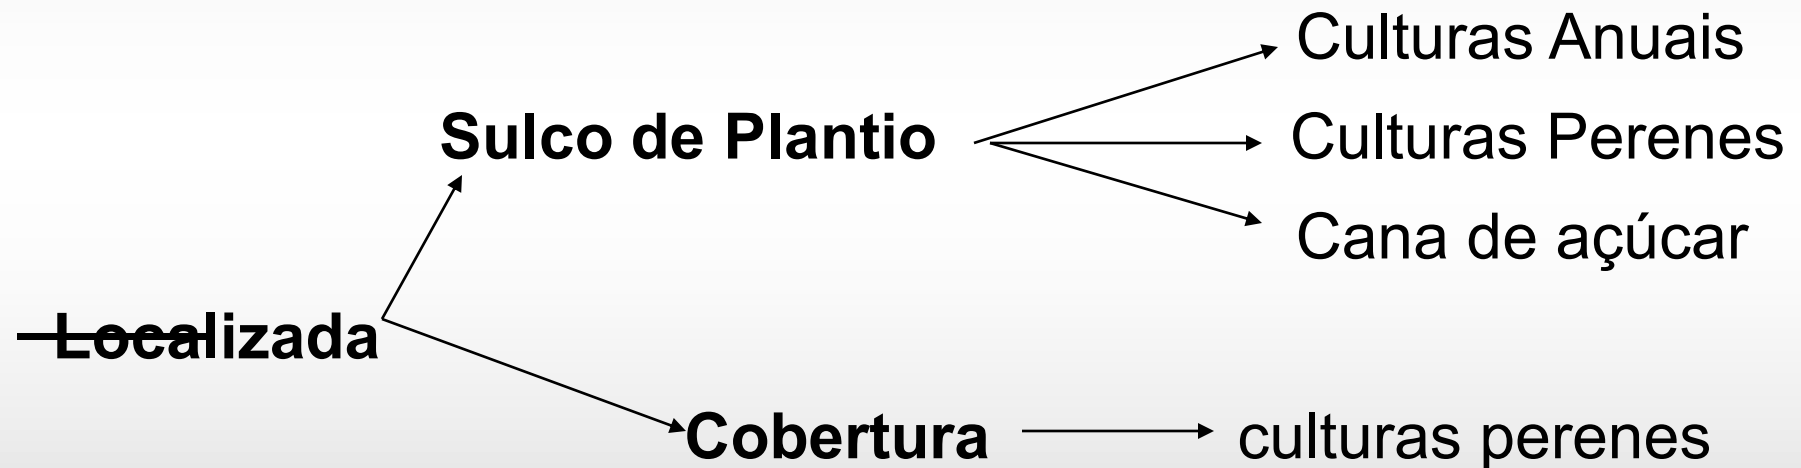 Culturas Anuais
Sulco de Plantio
Culturas Perenes
Cana de açúcar
Localizada
Cobertura
culturas perenes